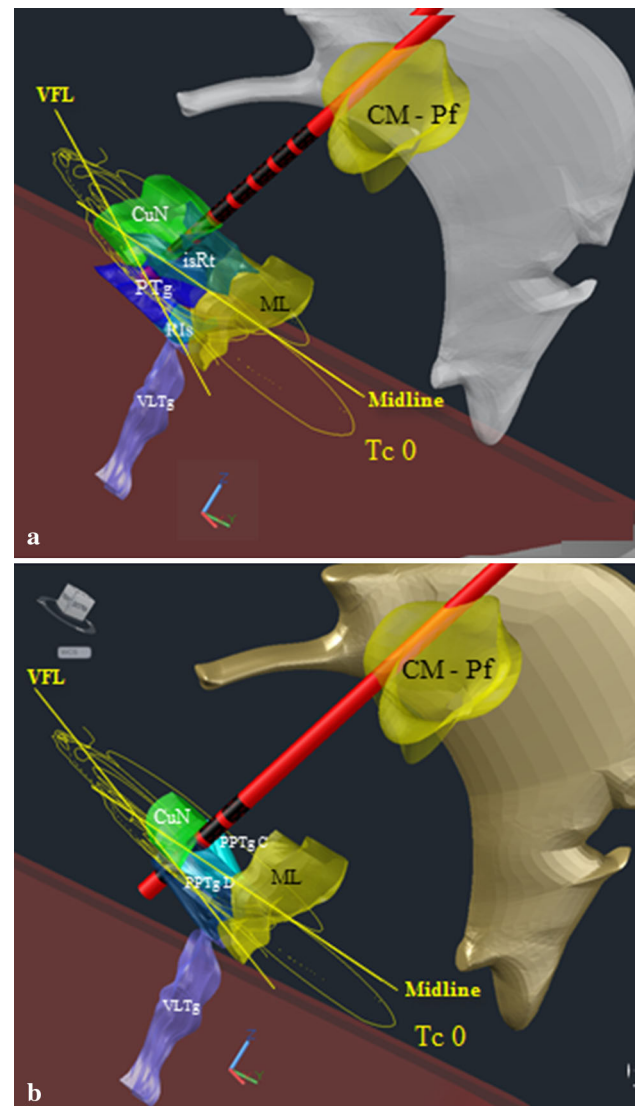 CM - Pf
VFL
CuN
isRt
PTg
ML
RIs
VLTg
Midline
Tc 0
Z
Y
a
VFL
CM - Pf
CuN
PPTg C
PPTg D
ML
VLTg
Midline
Tc 0
Z
b